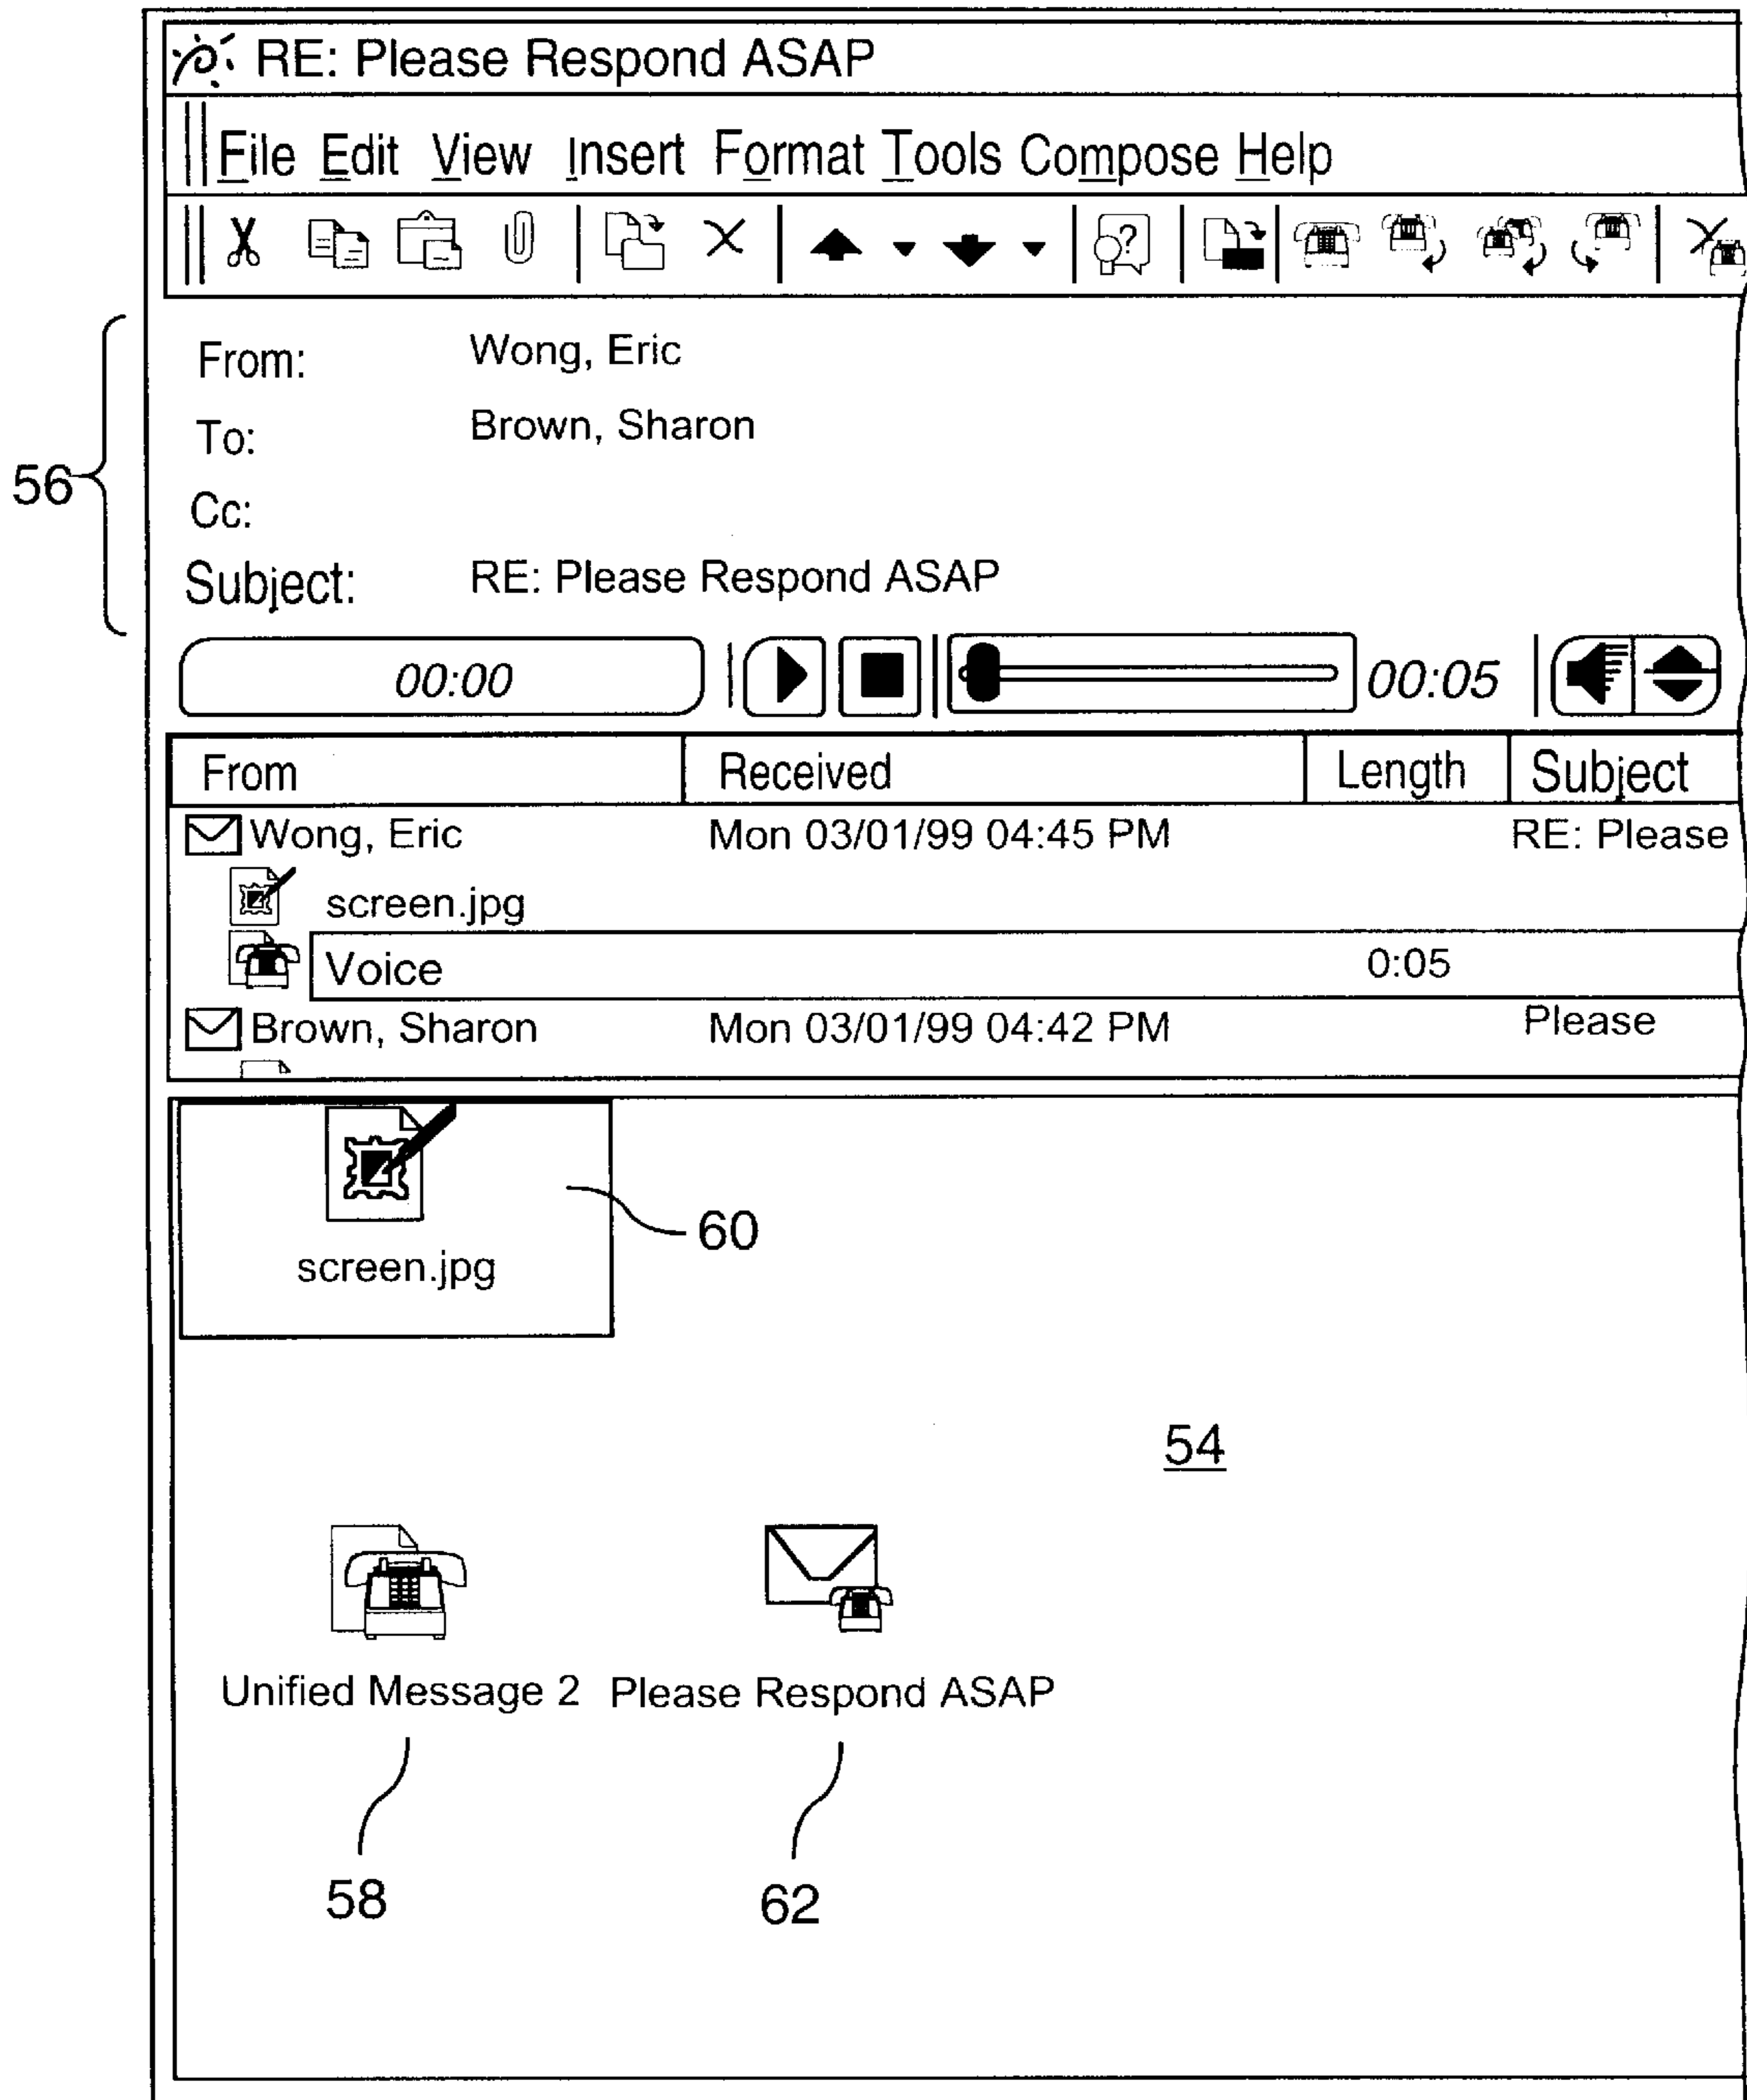 RE: Please Respond ASAP
File Edit View Insert Format Tools Compose Help
From: Wong, Eric
To: Brown, Sharon
56
Cc:
Subject: RE: Please Respond ASAP
00:00 00:05
From Received Length Subject
Wong, Eric Mon 03/01/99 04:45 PM RE: Please
screen.jpg
Voice 0:05
Brown, Sharon Mon 03/01/99 04:42 PM Please
60
screen.jpg
54
Unified Message 2 Please Respond ASAP
58 62